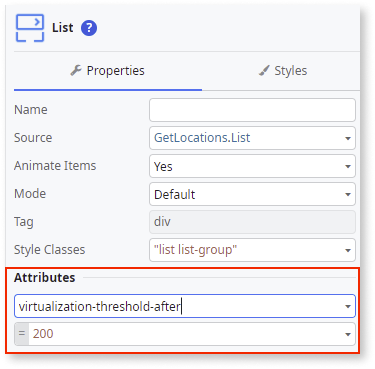 List ?
Properties Styles
Name
Source GetLocations.List
Animate Items Yes
Mode Default
Tag div
Style Classes "list list-group"
Attributes
virtualization-threshold-after
= 200